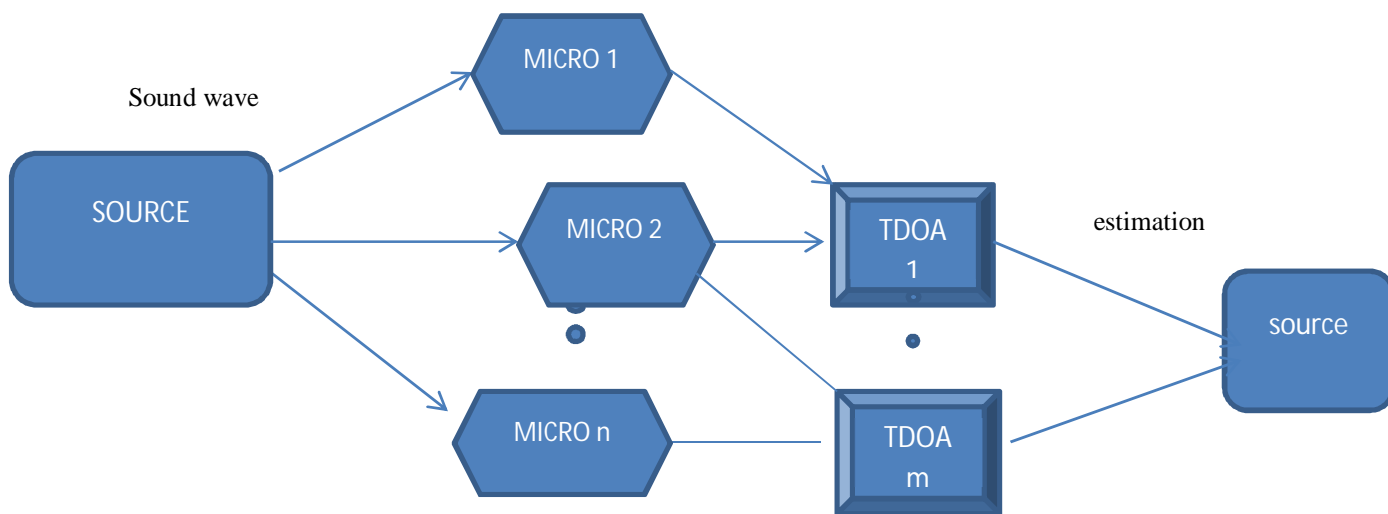 MICRO 1
Sound wave
SOURCE
MICRO 2
TDOA
1
estimation
source
MICRO n
TDOA
m